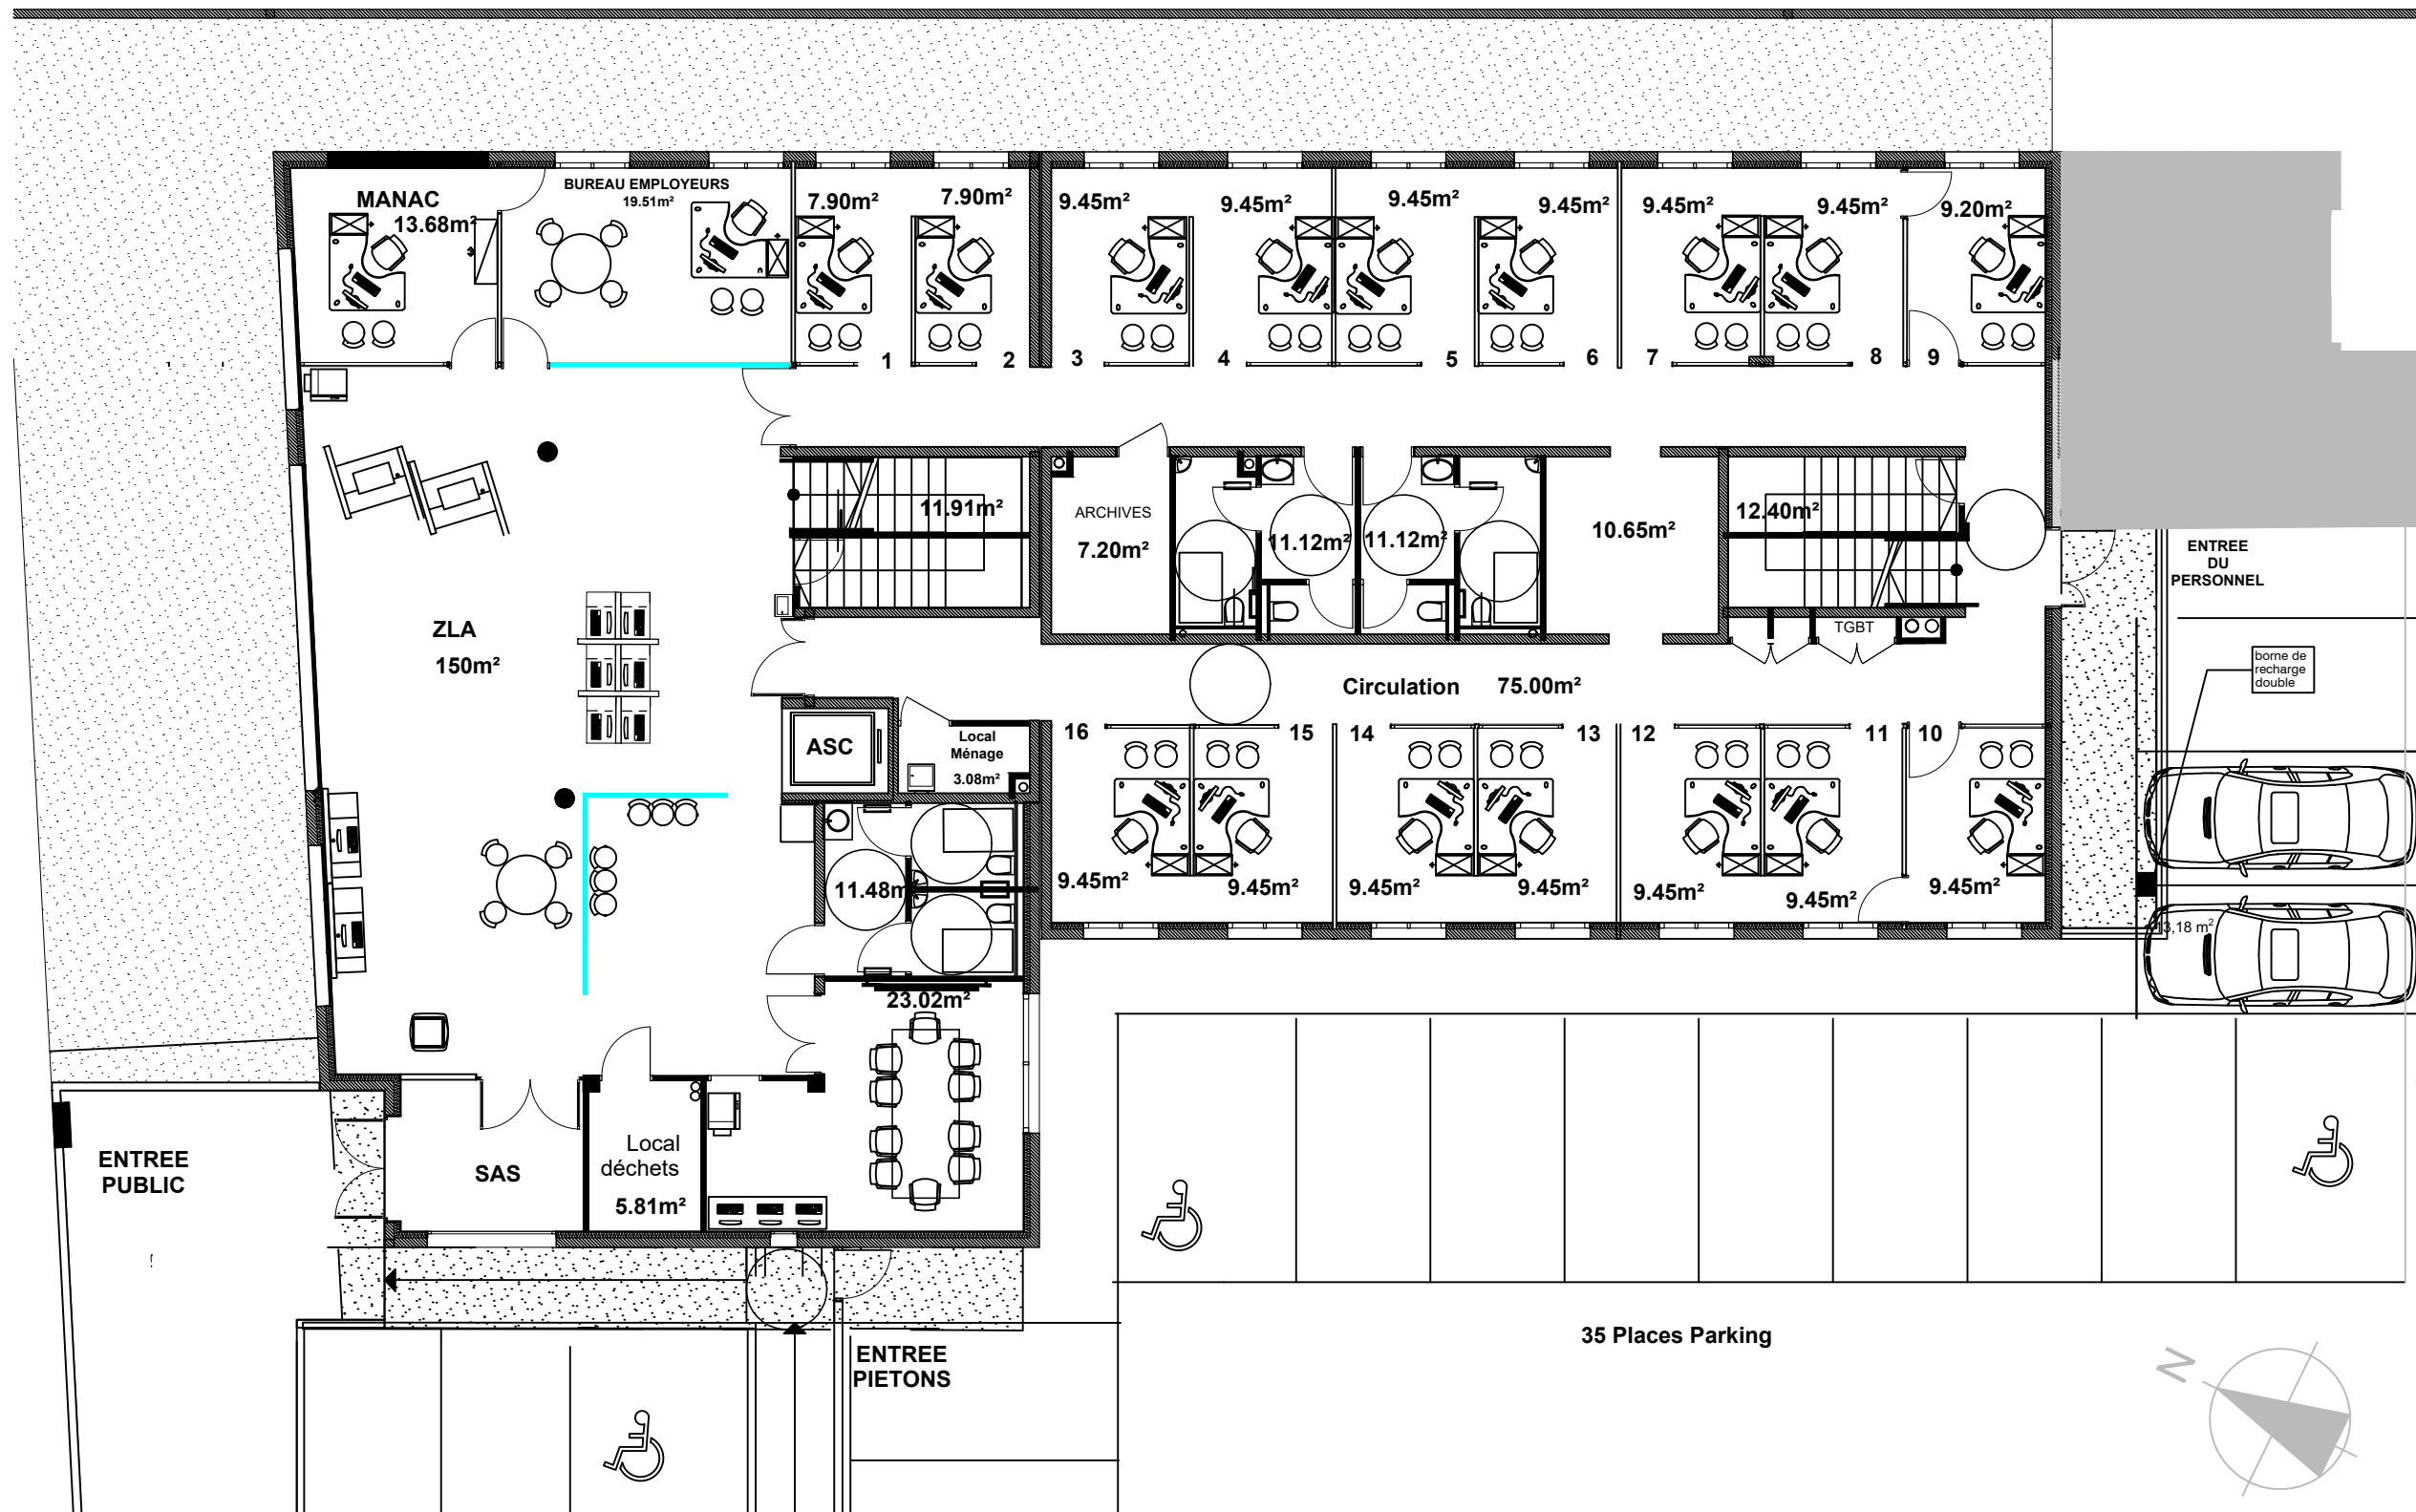 MANAC
13.68m²
BUREAU EMPLOYEURS
19.51m²
7.90m²
7.90m²
9.45m²
9.45m²
9.45m²
9.45m²
9.45m²
9.45m²
9.20m²
1
2
3
4
5
6
7
8
9
11.91m²
ARCHIVES
7.20m²
11.12m²
11.12m²
10.65m²
12.40m²
ENTREE
DU
PERSONNEL
ZLA
150m²
TGBT
borne de
recharge
double
Circulation 75.00m²
ASC
Local
Ménage
3.08m²
16
15
14
13
12
11
10
11.48m
9.45m²
9.45m²
9.45m²
9.45m²
9.45m²
9.45m²
9.45m²
13,18 m²
23.02m²
ENTREE
PUBLIC
SAS
Local
déchets
5.81m²
ENTREE
PIETONS
35 Places Parking
N